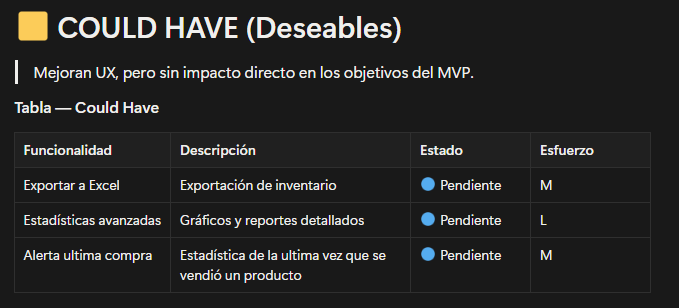 COULD HAVE (Deseables)
Mejoran UX, pero sin impacto directo en los objetivos del MVP.
Tabla — Could Have
Funcionalidad Descripción Estado Esfuerzo
Exportar a Excel Exportación de inventario Pendiente M
Estadísticas avanzadas Gráficos y reportes detallados Pendiente L
Alerta ultima compra Estadística de la ultima vez que se Pendiente M
vendió un producto